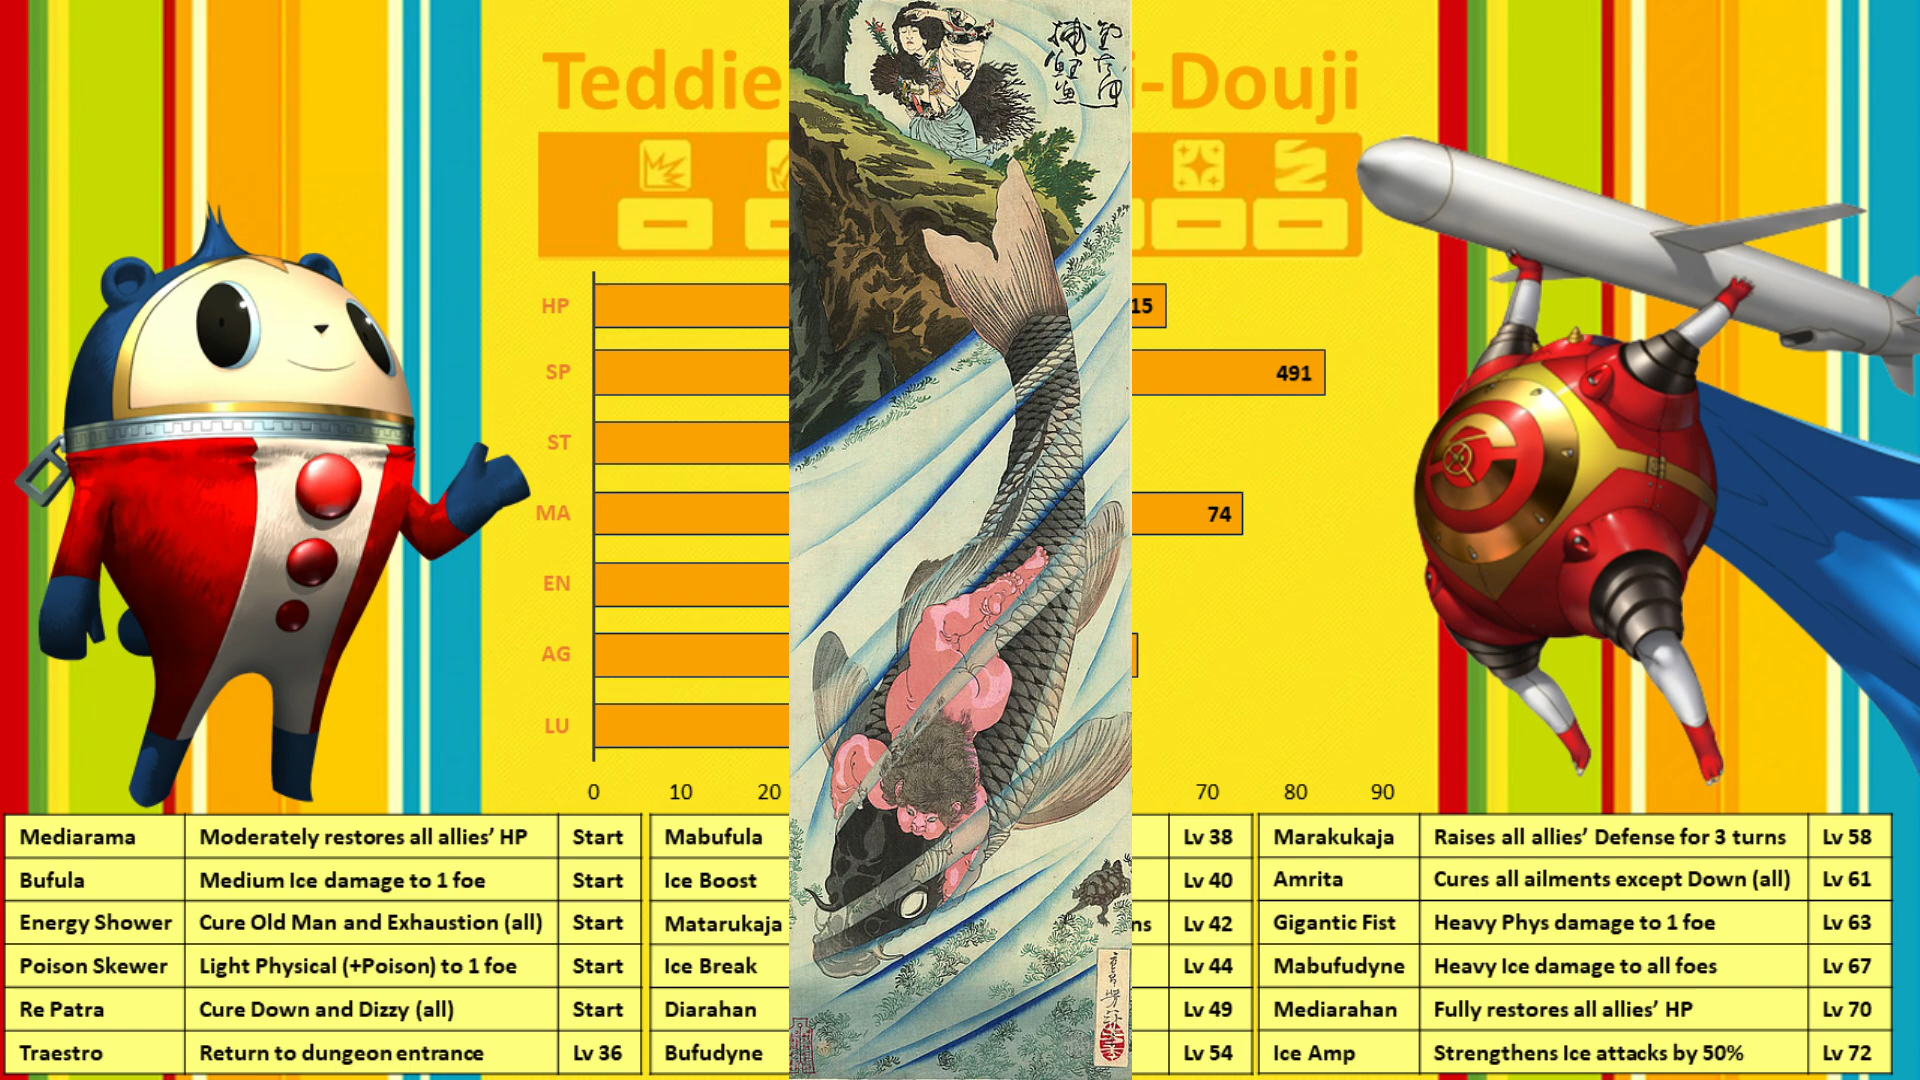 Teddie
i-Douji
HP
15
SP
491
ST
MA
74
EN
AG
LU
0 10 20 70 80 90
Mediarama Moderately restores all allies' HP Start
Bufula Medium Ice damage to 1 foe Start
Energy Shower Cure Old Man and Exhaustion (all) Start
Poison Skewer Light Physical (+Poison) to 1 foe Start
Re Patra Cure Down and Dizzy (all) Start
Traestro Return to dungeon entrance Lv 36
Mabufula Lv 38
Ice Boost Lv 40
Matarukaja ns Lv 42
Ice Break Lv 44
Diarahan Lv 49
Bufudyne Lv 54
Marakukaja Raises all allies' Defense for 3 turns Lv 58
Amrita Cures all ailments except Down (all) Lv 61
Gigantic Fist Heavy Phys damage to 1 foe Lv 63
Mabufudyne Heavy Ice damage to all foes Lv 67
Mediarahan Fully restores all allies' HP Lv 70
Ice Amp Strengthens Ice attacks by 50% Lv 72